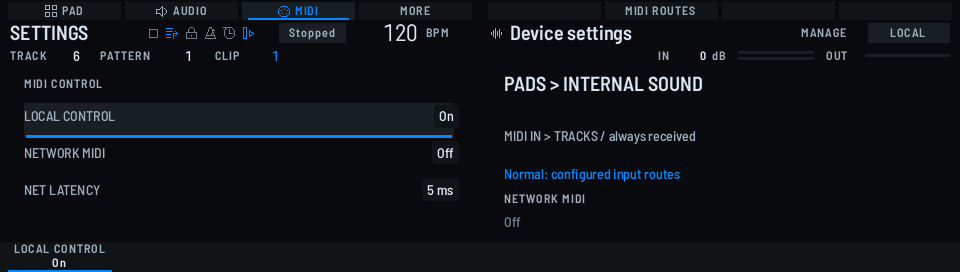 PAD
AUDIO
MIDI
MORE
MIDI ROUTES
SETTINGS
Stopped
120 BPM
Device settings
MANAGE
LOCAL
TRACK 6
PATTERN 1
CLIP 1
IN 0 dB
OUT
MIDI CONTROL
LOCAL CONTROL On
NETWORK MIDI Off
NET LATENCY 5 ms
PADS > INTERNAL SOUND
MIDI IN > TRACKS / always received
Normal: configured input routes
NETWORK MIDI
Off
LOCAL CONTROL
On